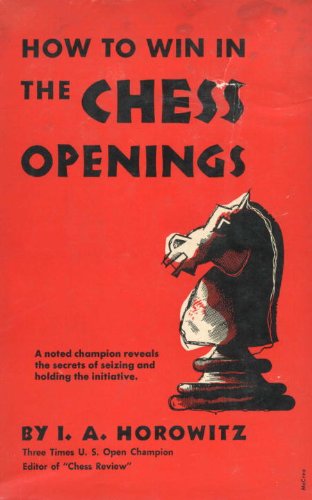 HOW TO WIN IN
THE CHESS
OPENINGS
A noted champion reveals
the secrets of seizing and
holding the initiative.
BY I. A. HOROWITZ
Three Times U. S. Open Champion
Editor of "Chess Review"
McCrea